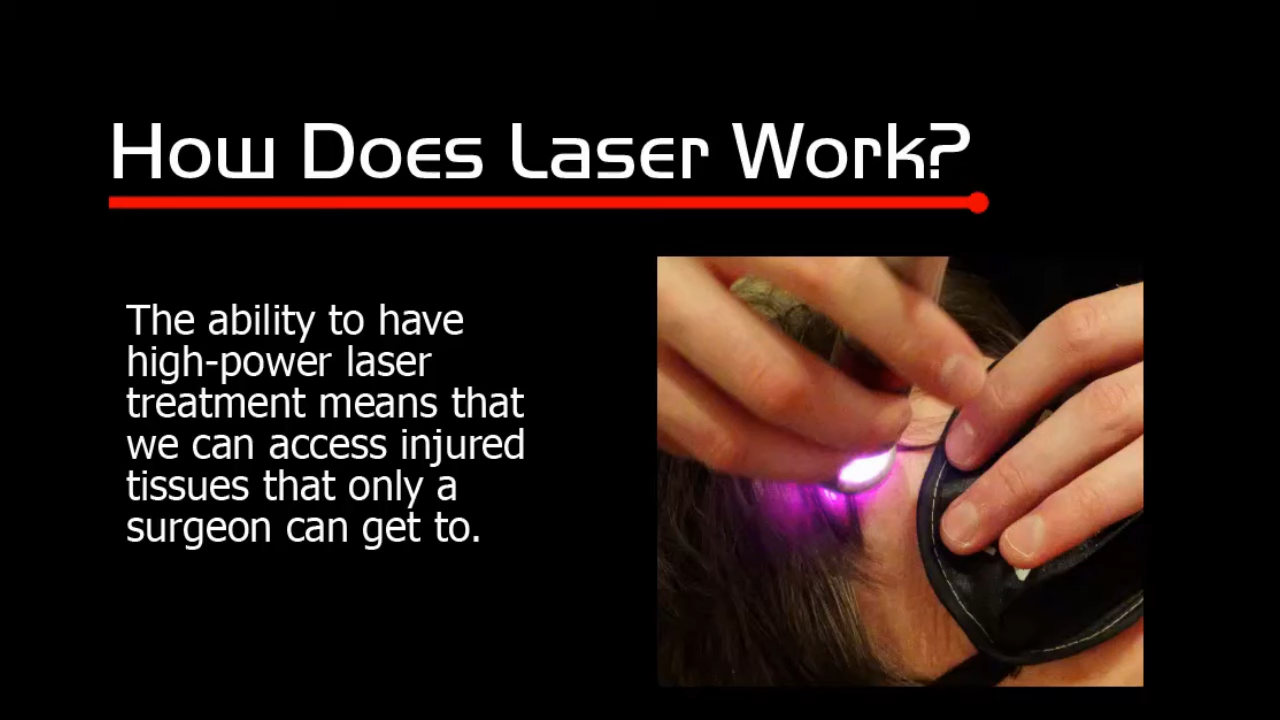 How Does Laser Work?
The ability to have
high-power laser
treatment means that
we can access injured
tissues that only a
surgeon can get to.